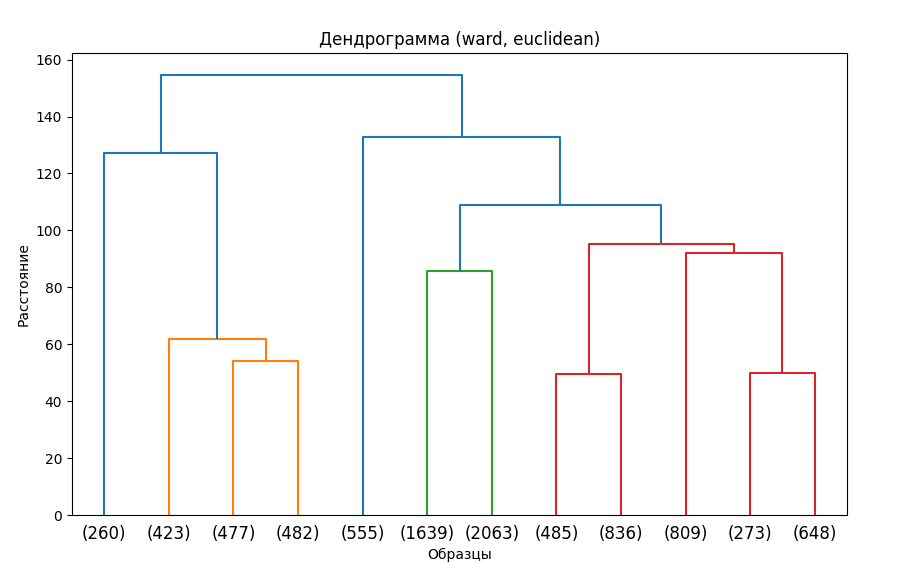 Дендрограмма (ward, euclidean)
160
140
120
100
80
60
40
20
0
Расстояние
(260) (423) (477) (482) (555) (1639) (2063) (485) (836) (809) (273) (648)
Образцы